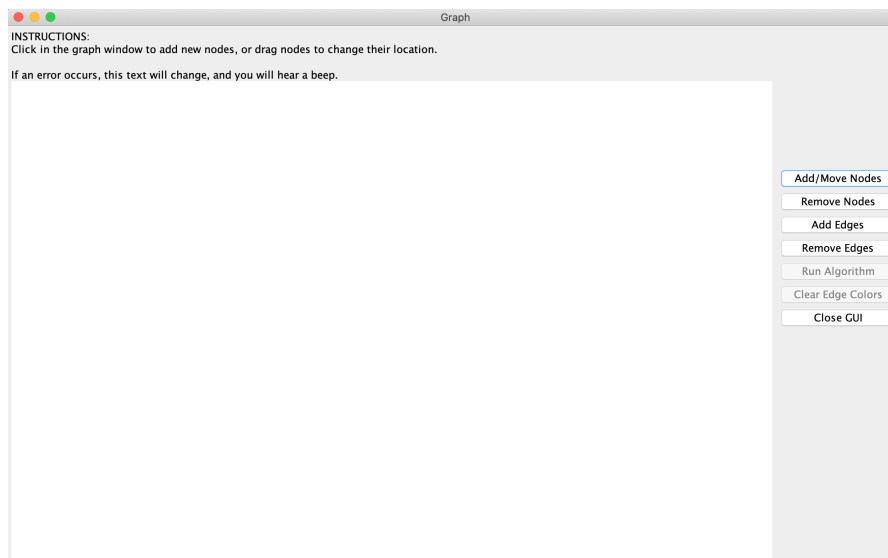 Graph
INSTRUCTIONS:
Click in the graph window to add new nodes, or drag nodes to change their location.
If an error occurs, this text will change, and you will hear a beep.
Add/Move Nodes
Remove Nodes
Add Edges
Remove Edges
Run Algorithm
Clear Edge Colors
Close GUI